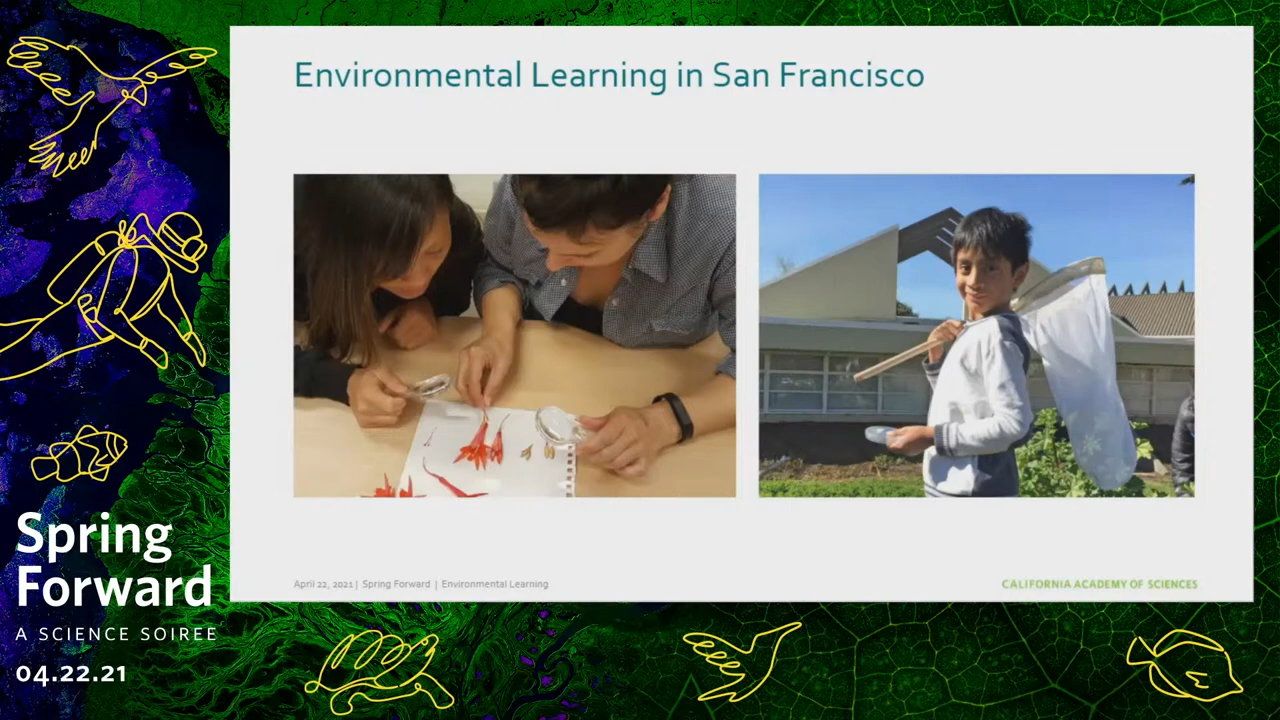 Environmental Learning in San Francisco
April 22, 2021 | Spring Forward | Environmental Learning
CALIFORNIA ACADEMY OF SCIENCES
Spring
Forward
A SCIENCE SOIREE
04.22.21